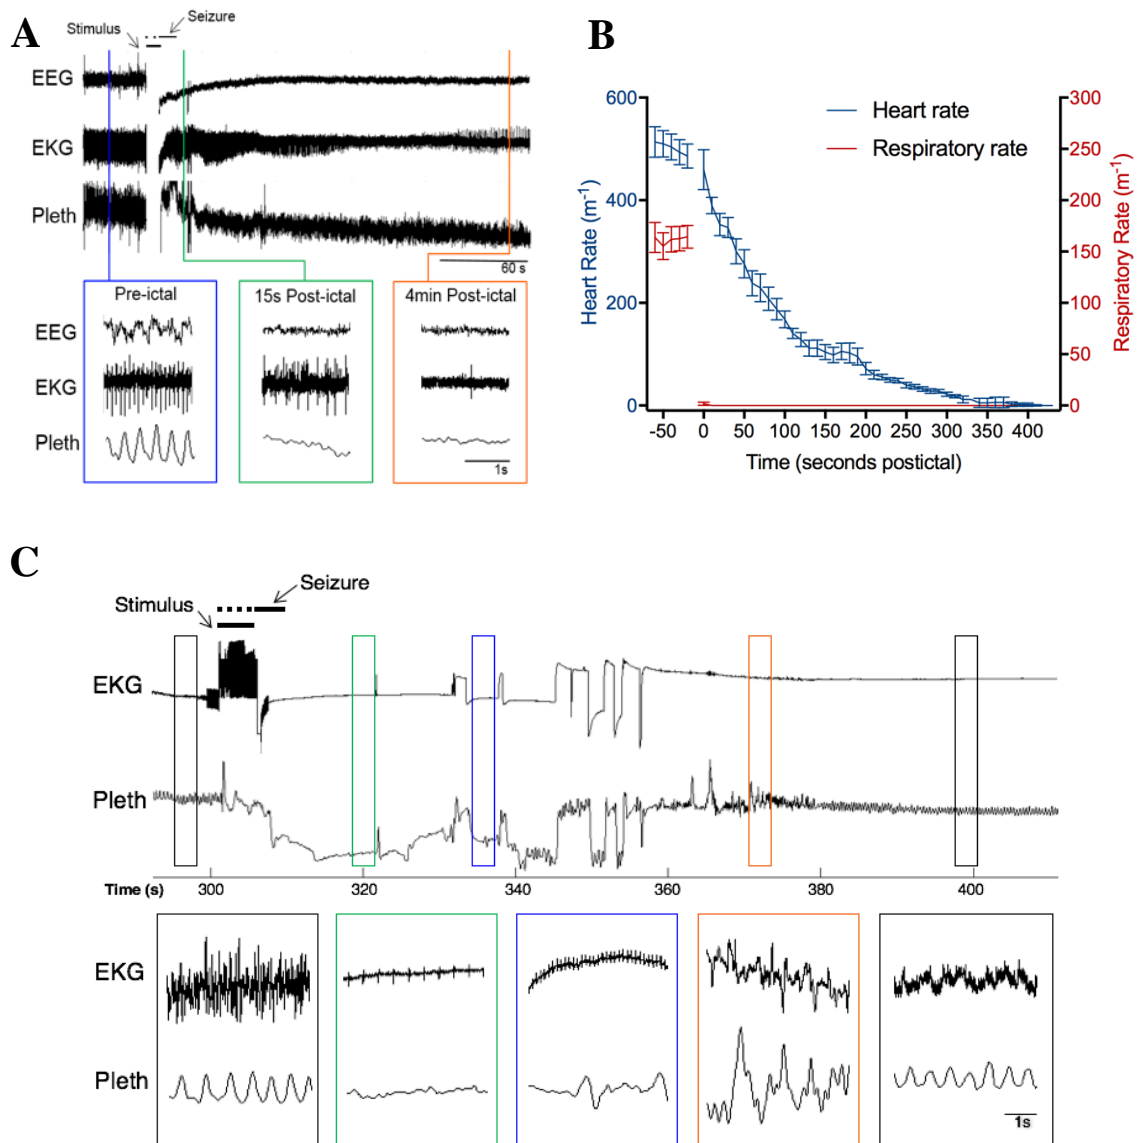 A
Stimulus
Seizure
EEG
EKG
Pleth
60 s
Pre-ictal
15s Post-ictal
4min Post-ictal
EEG
EKG
Pleth
1s
B
600
400
200
0
Heart Rate (m-1)
Heart rate
Respiratory rate
300
250
200
150
100
50
0
Respiratory Rate (m-1)
-50 0 50 100 150 200 250 300 350 400
Time (seconds postictal)
C
Seizure
Stimulus
EKG
Pleth
Time (s) 300 320 340 360 380 400
EKG
Pleth
1s